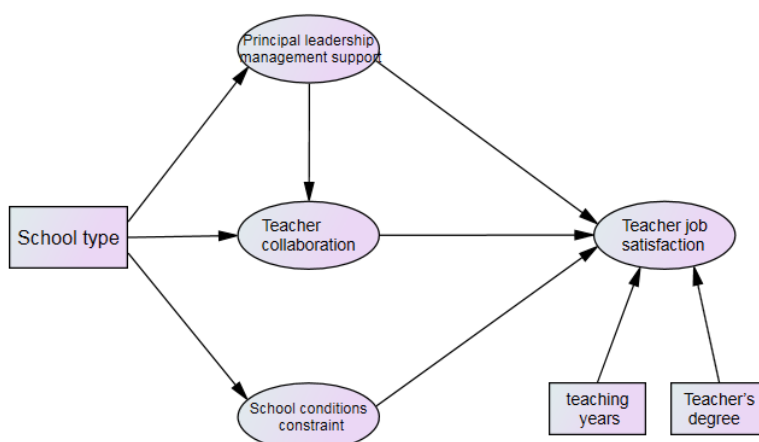 Principal leadership
management support
School type
Teacher
collaboration
Teacher job
satisfaction
School conditions
constraint
teaching
years
Teacher's
degree